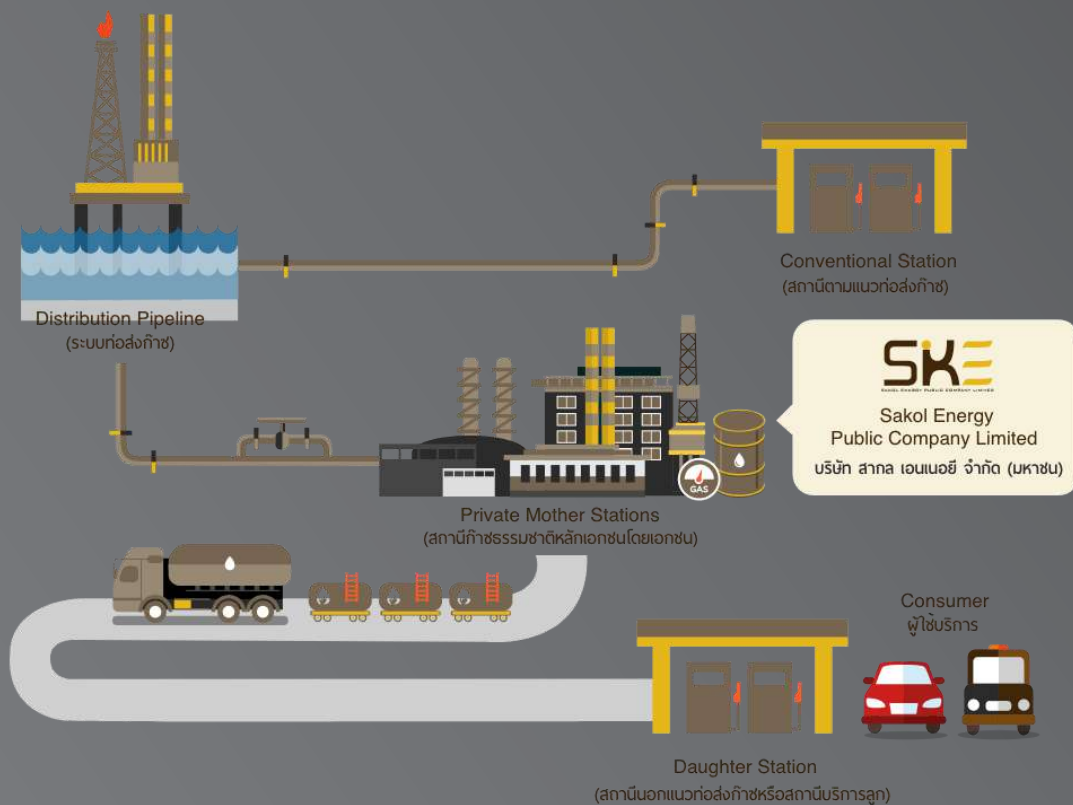 Conventional Station
(สถานีตามแนวท่อส่งก๊าซ)
Distribution Pipeline
(ระบบท่อส่งก๊าซ)
SKE
SAKOL ENERGY PUBLIC COMPANY LIMITED
Sakol Energy
Public Company Limited
บริษัท สากล เอนเนอยี จำกัด (มหาชน)
GAS
Private Mother Stations
(สถานีก๊าซธรรมชาติหลักเอกชนโดยเอกชน)
Consumer
ผู้ใช้บริการ
Daughter Station
(สถานีนอกแนวท่อส่งก๊าซหรือสถานีบริการลูก)